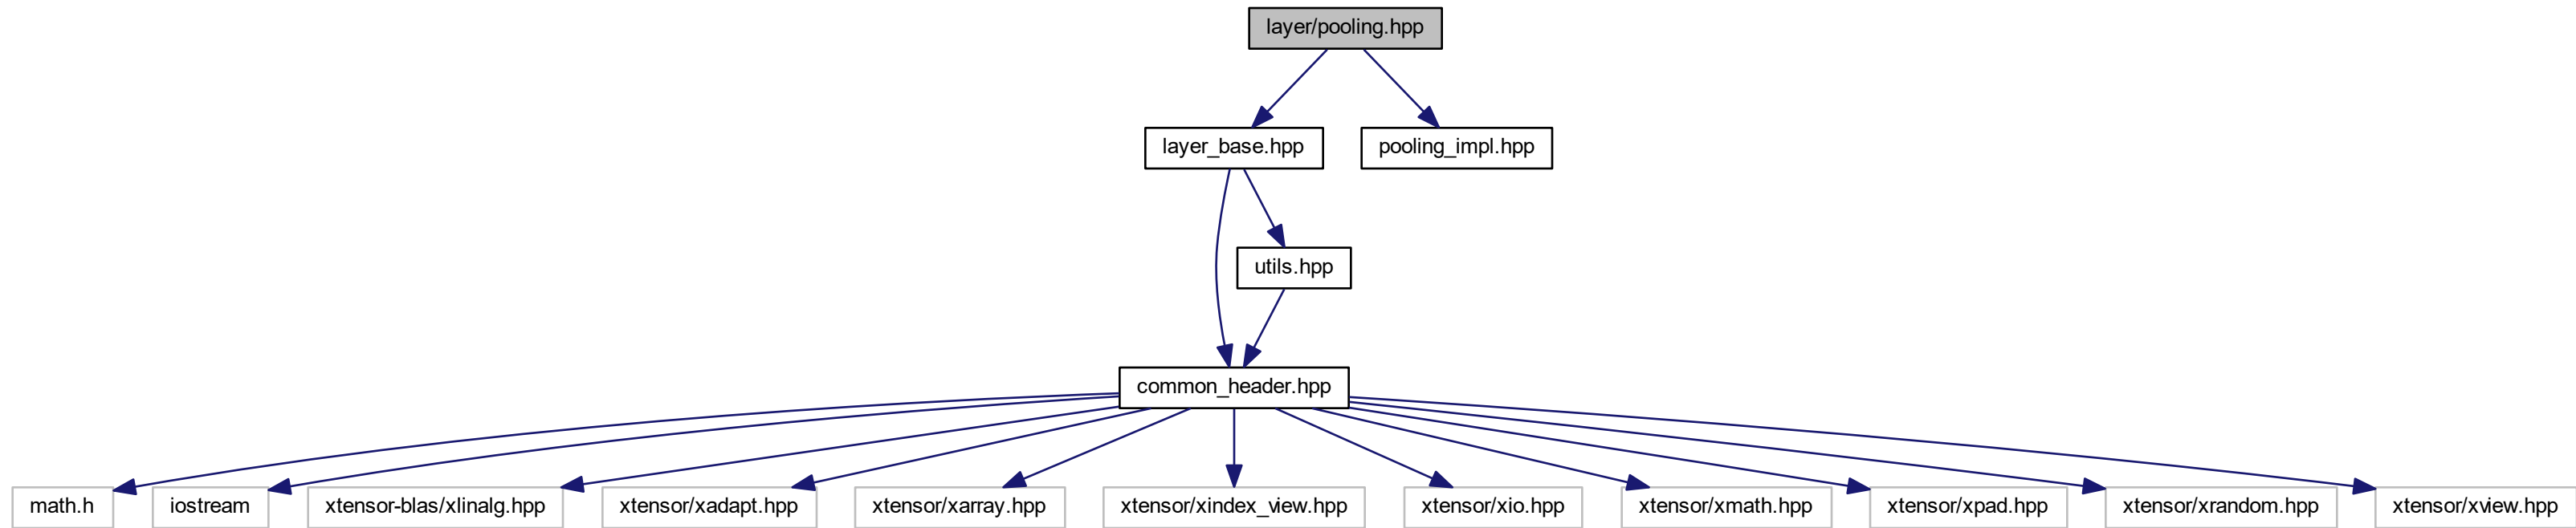 layer/pooling.hpp
layer_base.hpp
pooling_impl.hpp
utils.hpp
common_header.hpp
math.h
iostream
xtensor-blas/xlinalg.hpp
xtensor/xadapt.hpp
xtensor/xarray.hpp
xtensor/xindex_view.hpp
xtensor/xio.hpp
xtensor/xmath.hpp
xtensor/xpad.hpp
xtensor/xrandom.hpp
xtensor/xview.hpp